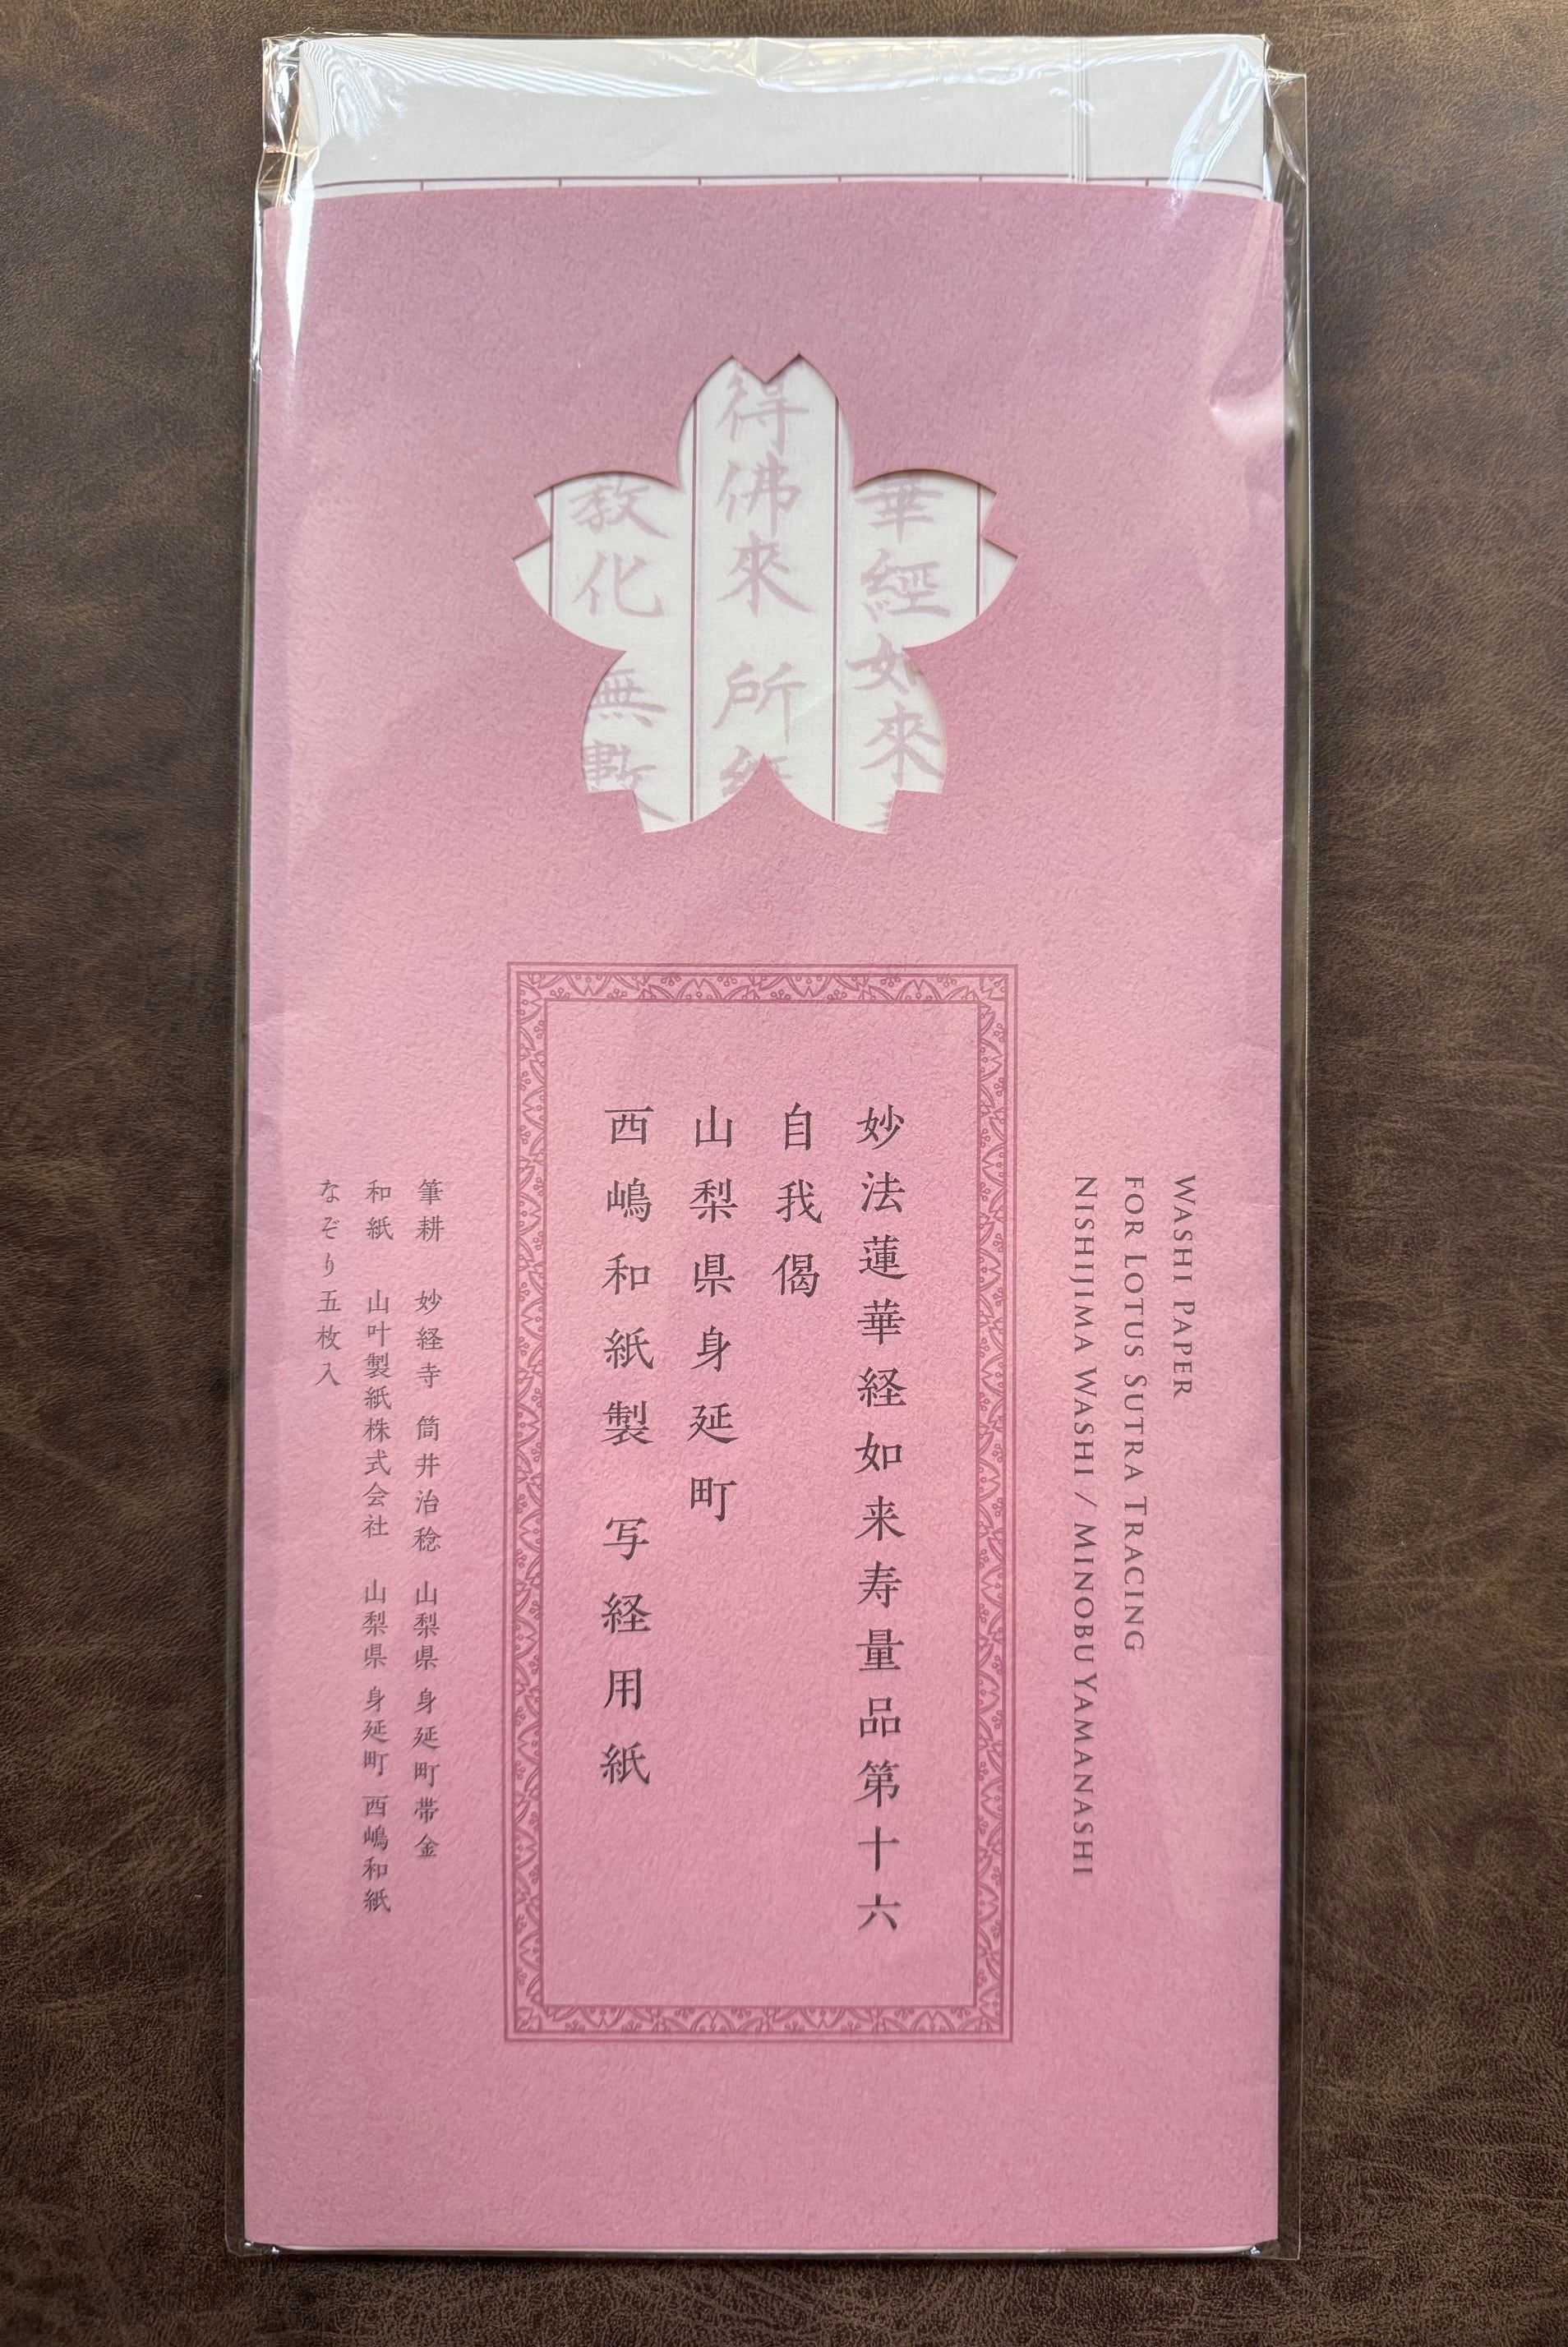 華經如來
得佛來 所經
教化 無數
WASHI PAPER
FOR LOTUS SUTRA TRACING
NISHIJIMA WASHI / MINOBU YAMANASHI
妙法蓮華経如来寿量品第十六
自我偈
山梨県身延町
西嶋和紙製 写経用紙
筆耕 妙経寺 筒井治稔 山梨県 身延町帯金
和紙 山叶製紙株式会社 山梨県 身延町 西嶋和紙
なぞり五枚入